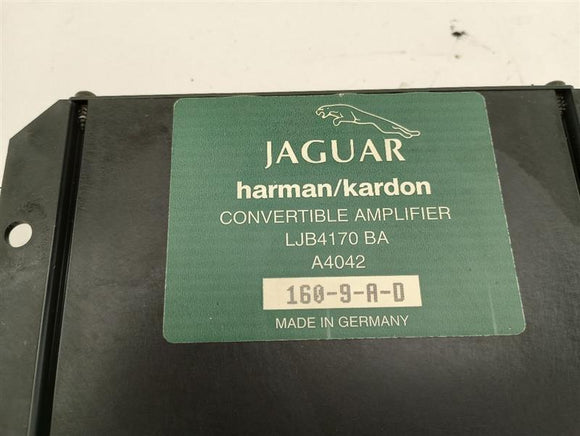 JAGUAR
harman/kardon
CONVERTIBLE AMPLIFIER
LJB4170 BA
A4042
160-9-A-D
MADE IN GERMANY